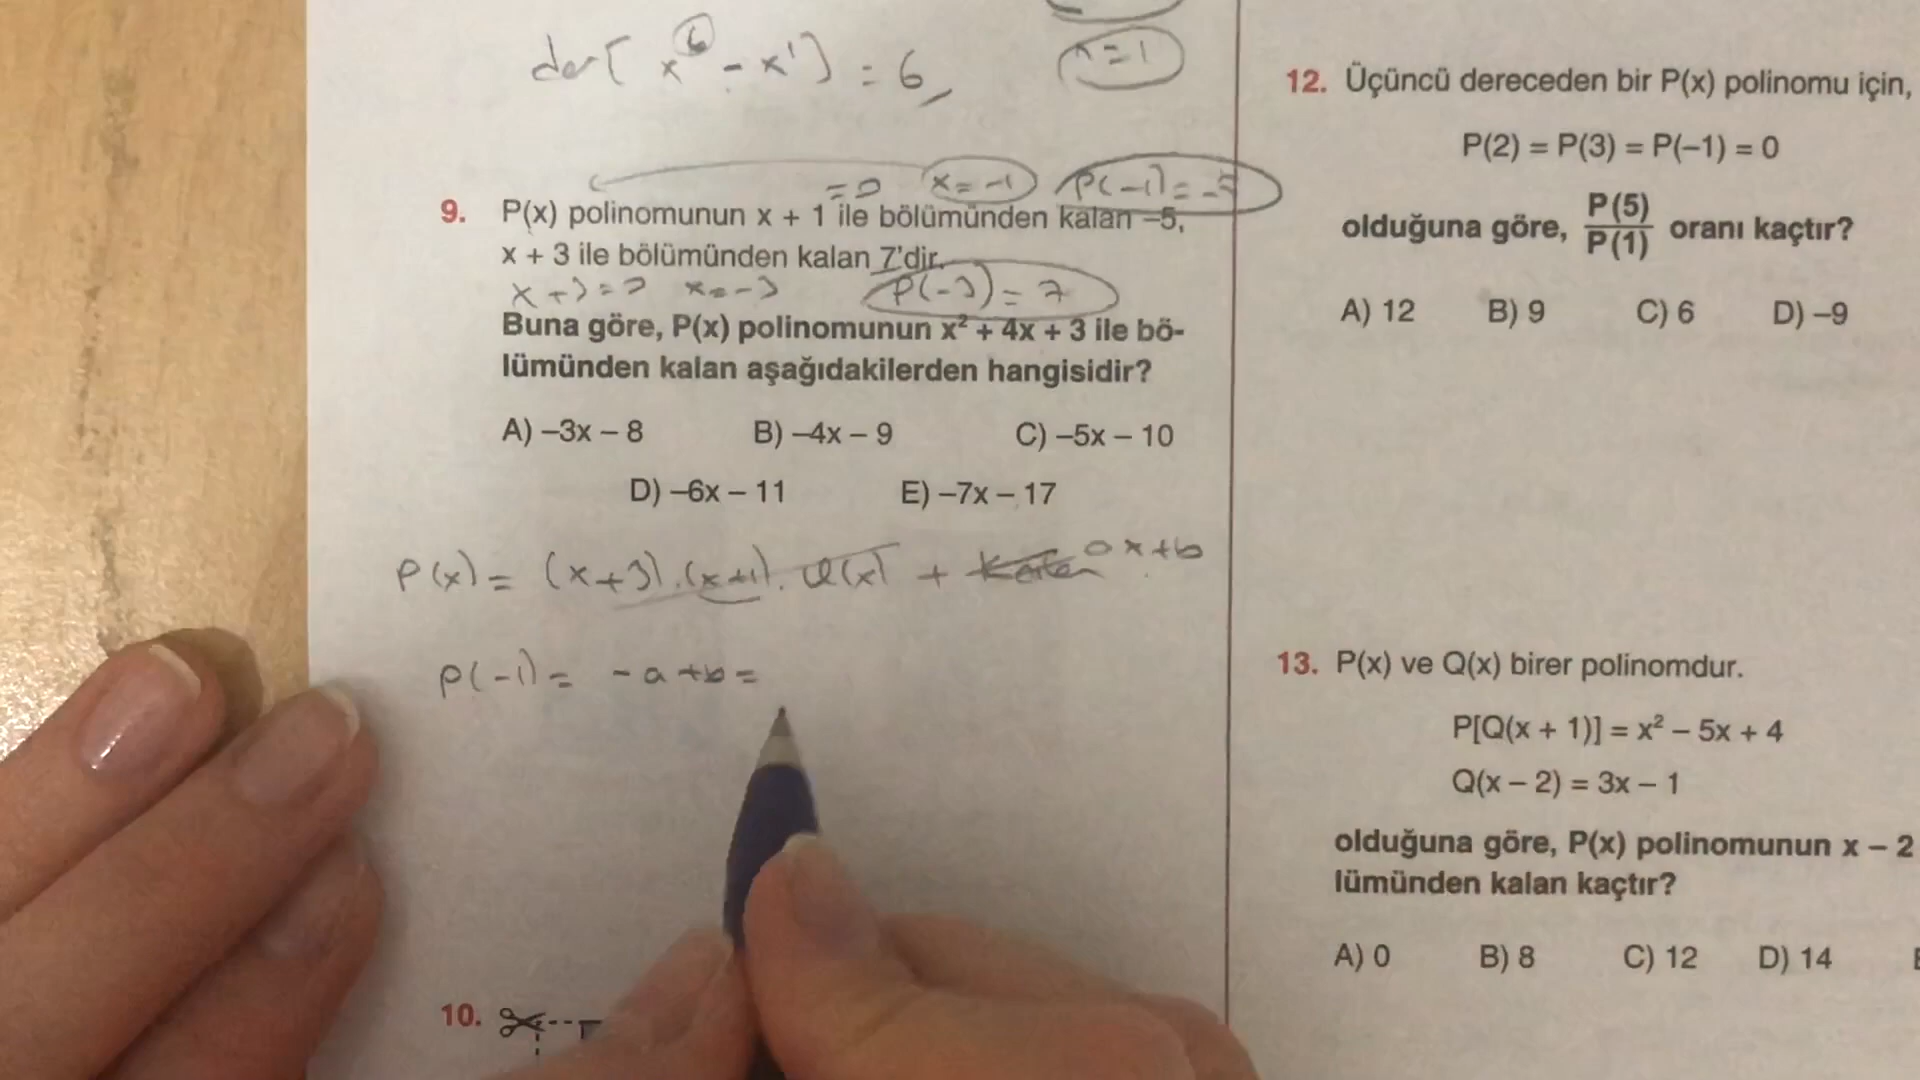 der[x⁶ - x¹] = 6,
x = 1
= 0 x = -1 P(-1) = -5
9. P(x) polinomunun x + 1 ile bölümünden kalan –5,
x + 3 ile bölümünden kalan 7'dir.
x + 3 = 0 x = -3 P(-3) = 7
Buna göre, P(x) polinomunun x² + 4x + 3 ile bö-
lümünden kalan aşağıdakilerden hangisidir?
A) –3x – 8 B) –4x – 9 C) –5x – 10
D) –6x – 11 E) –7x – 17
P(x) = (x+3).(x+1).Q(x) + Kalan ax+b
P(-1) = -a+b =
10.
12. Üçüncü dereceden bir P(x) polinomu için,
P(2) = P(3) = P(–1) = 0
olduğuna göre, P(5)/P(1) oranı kaçtır?
A) 12 B) 9 C) 6 D) –9
13. P(x) ve Q(x) birer polinomdur.
P[Q(x + 1)] = x² – 5x + 4
Q(x – 2) = 3x – 1
olduğuna göre, P(x) polinomunun x – 2
lümünden kalan kaçtır?
A) 0 B) 8 C) 12 D) 14